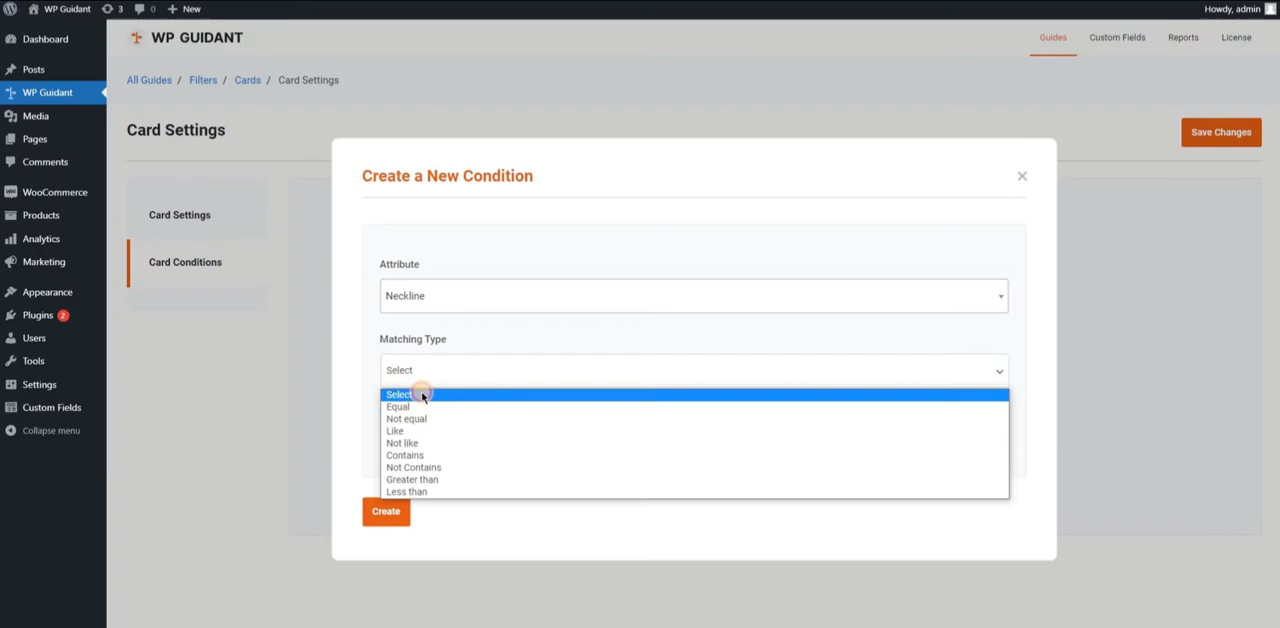 WP Guidant 3 0 New Howdy, admin
Dashboard
Posts
WP Guidant
Media
Pages
Comments
WooCommerce
Products
Analytics
Marketing
Appearance
Plugins 2
Users
Tools
Settings
Custom Fields
Collapse menu
WP GUIDANT
Guides Custom Fields Reports License
All Guides / Filters / Cards / Card Settings
Card Settings
Save Changes
Card Settings
Card Conditions
Create a New Condition
Attribute
Neckline
Matching Type
Select
Select
Equal
Not equal
Like
Not like
Contains
Not Contains
Greater than
Less than
Create